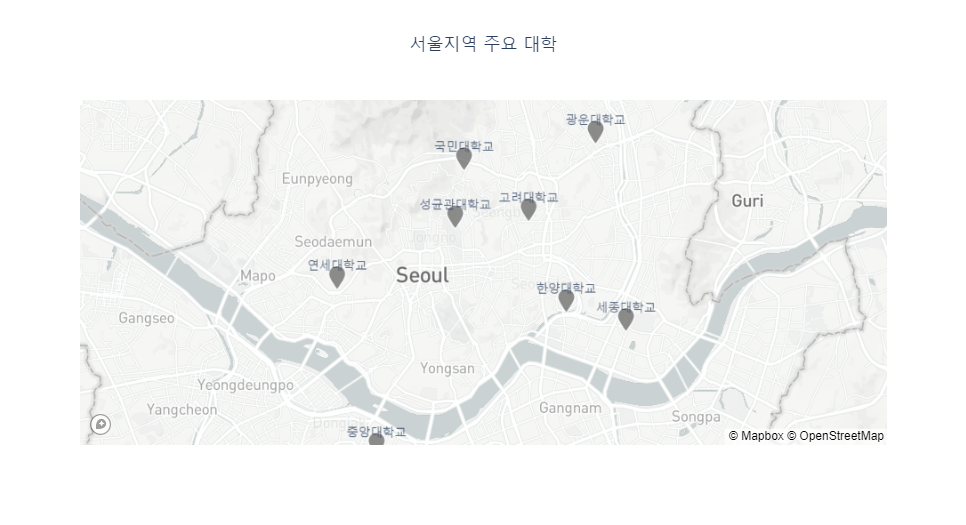 서울지역 주요 대학
광운대학교
국민대학교
Eunpyeong
고려대학교
성균관대학교
Guri
Jongno
Seodaemun
연세대학교
Mapo
Seoul
한양대학교
세종대학교
Gangseo
Yongsan
Yeongdeungpo
Yangcheon
Gangnam
Songpa
중앙대학교
© Mapbox © OpenStreetMap